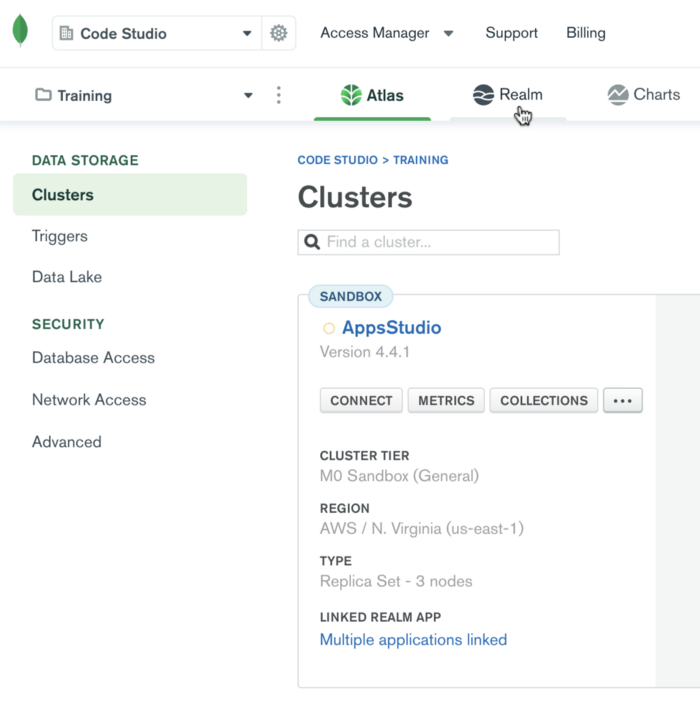 Code Studio
Access Manager
Support
Billing
Training
Atlas
Realm
Charts
DATA STORAGE
Clusters
Triggers
Data Lake
SECURITY
Database Access
Network Access
Advanced
CODE STUDIO > TRAINING
Clusters
Find a cluster...
SANDBOX
AppsStudio
Version 4.4.1
CONNECT
METRICS
COLLECTIONS
...
CLUSTER TIER
M0 Sandbox (General)
REGION
AWS / N. Virginia (us-east-1)
TYPE
Replica Set - 3 nodes
LINKED REALM APP
Multiple applications linked